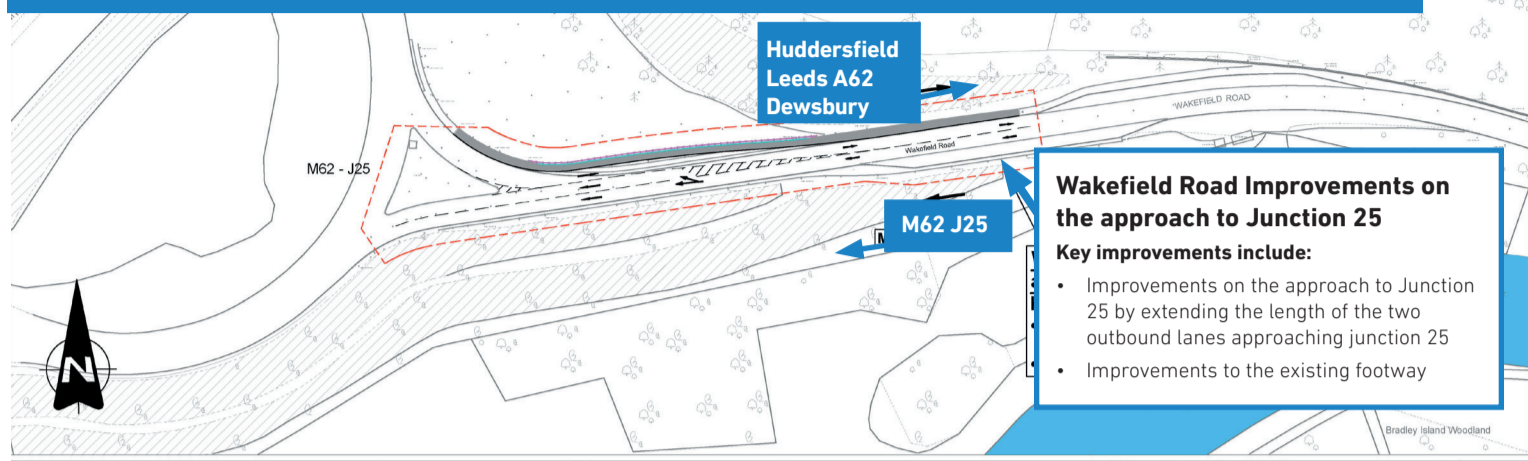 Huddersfield
Leeds A62
Dewsbury
WAKEFIELD ROAD
Wakefield Road
M62 - J25
M62 J25
Wakefield Road Improvements on
the approach to Junction 25
Key improvements include:
• Improvements on the approach to Junction
25 by extending the length of the two
outbound lanes approaching junction 25
• Improvements to the existing footway
N
Bradley Island Woodland